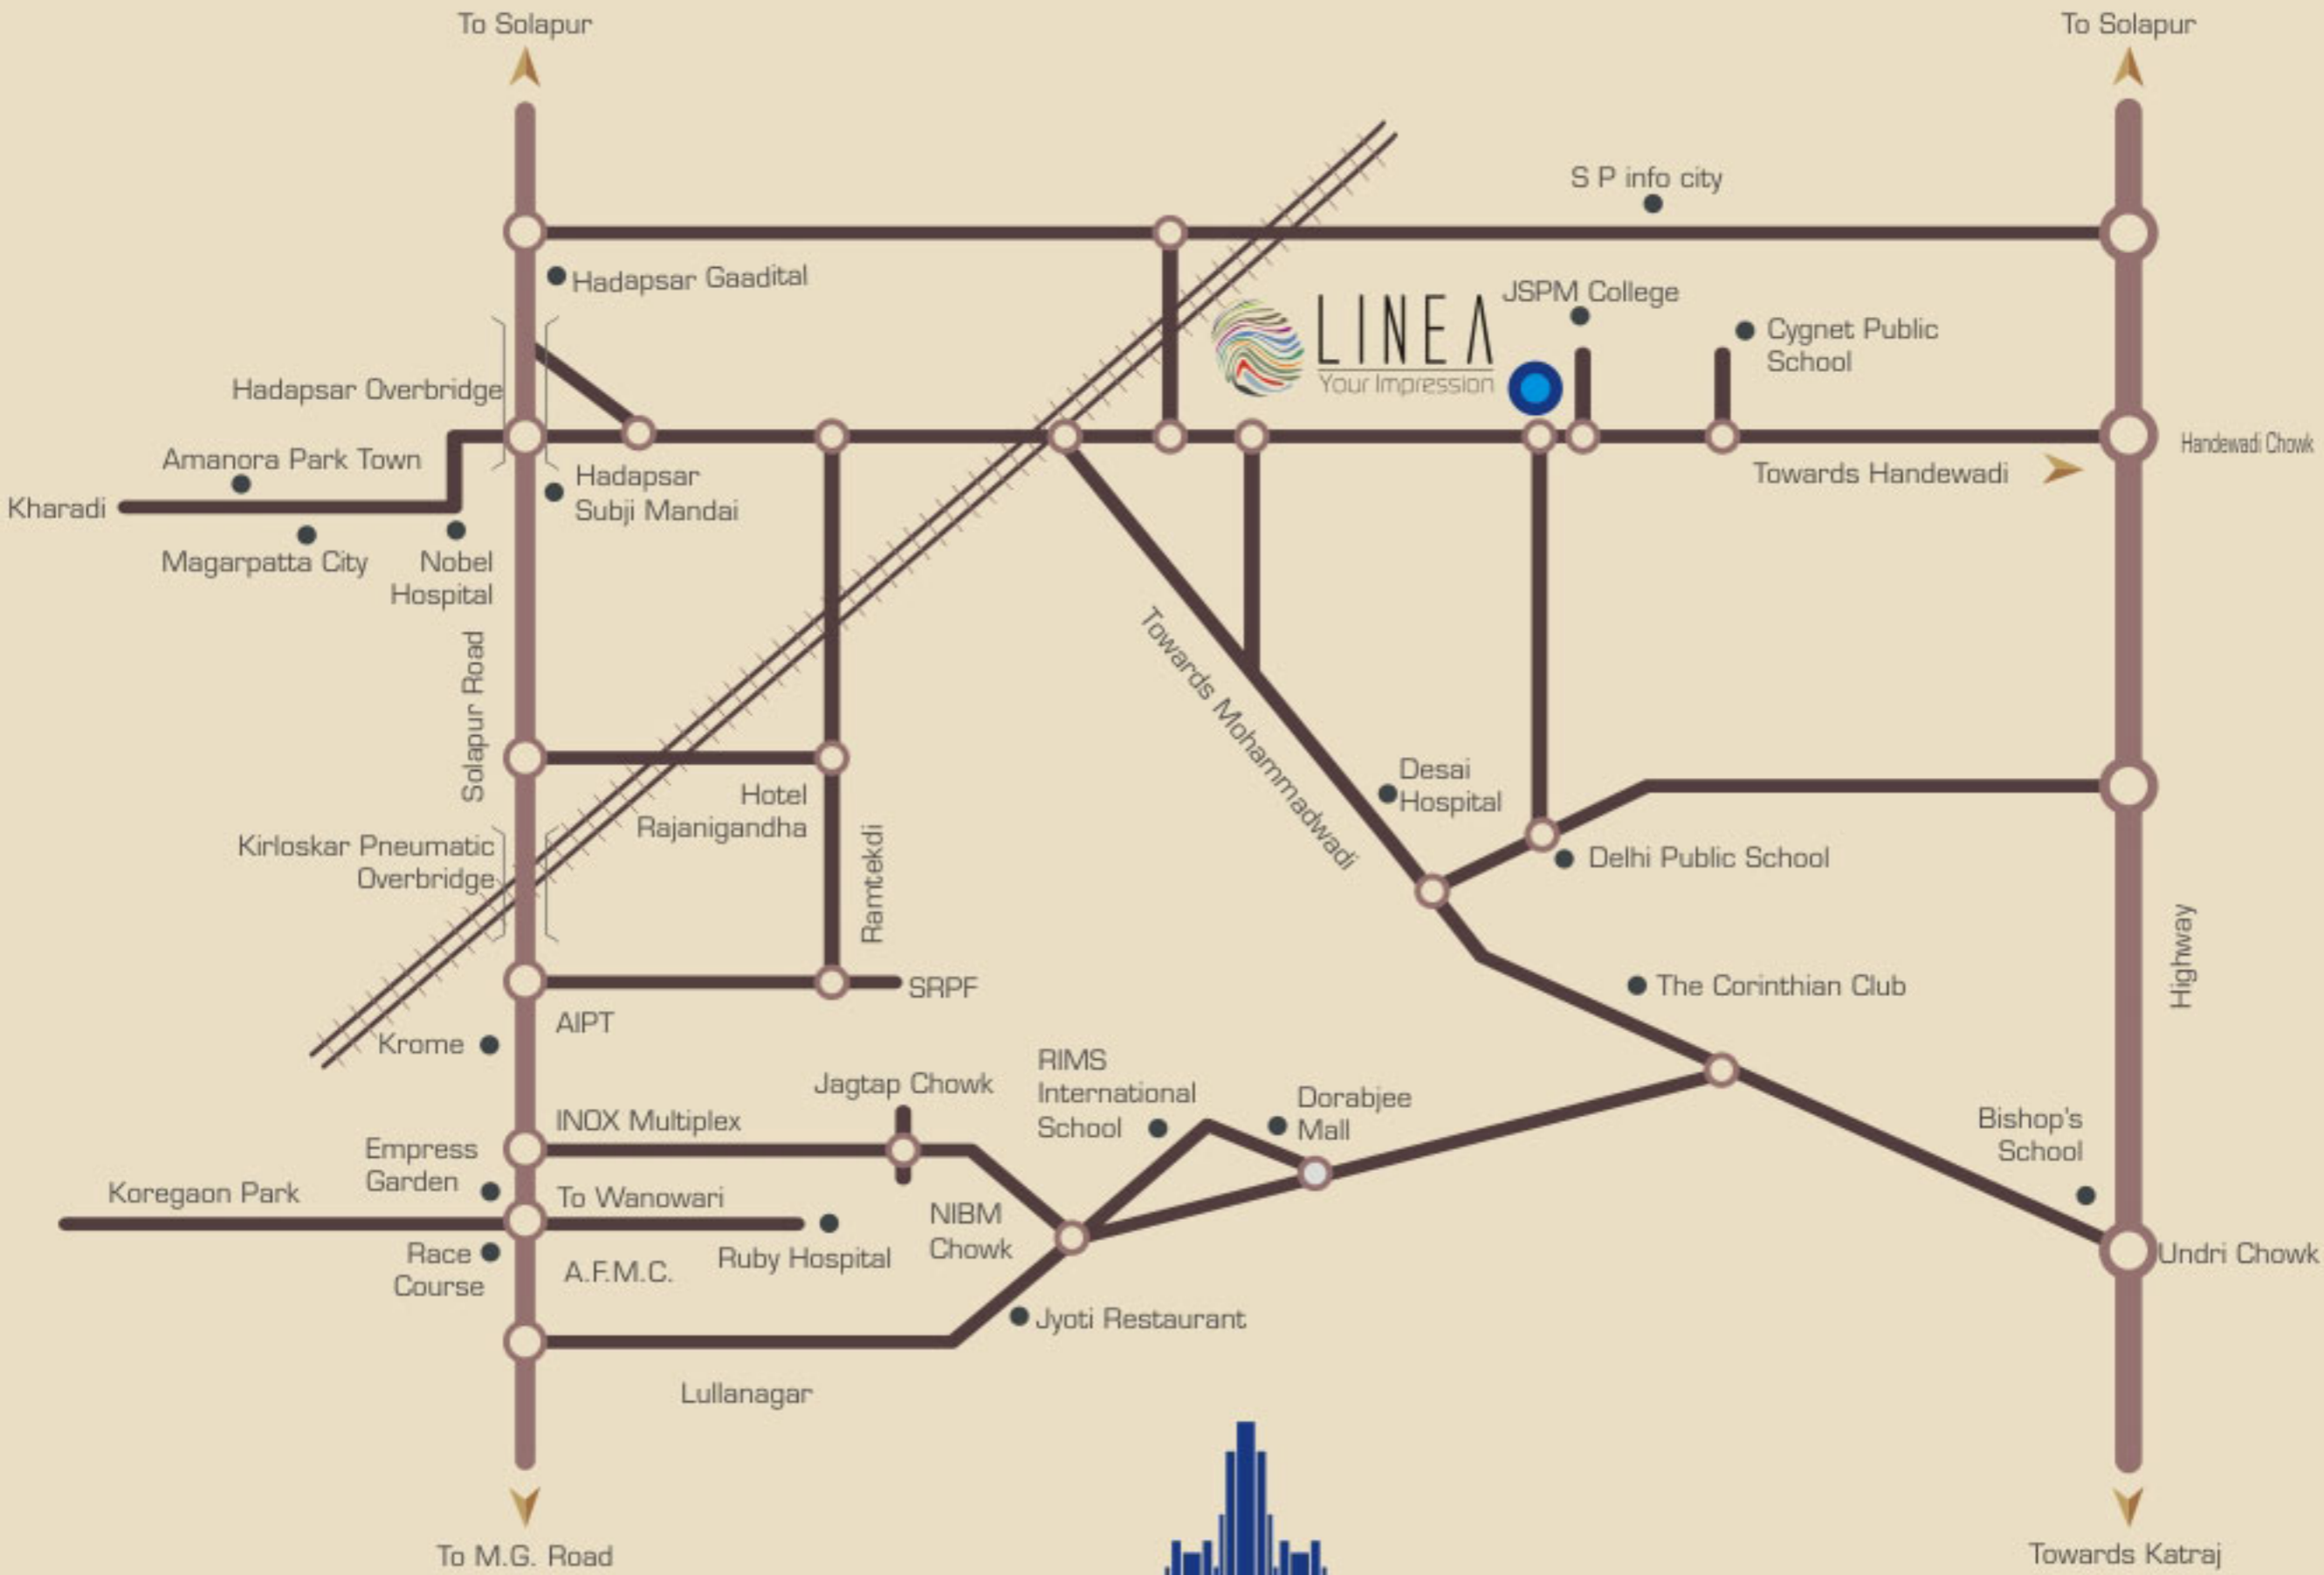 To Solapur
To Solapur
S P info city
Hadapsar Gaadital
JSPM College
LINEA
Your Impression
Cygnet Public
School
Hadapsar Overbridge
Handewadi Chowk
Amanora Park Town
Towards Handewadi
Hadapsar
Subji Mandai
Kharadi
Magarpatta City
Nobel
Hospital
Solapur Road
Towards Mohammadwadi
Desai
Hospital
Hotel
Rajanigandha
Kirloskar Pneumatic
Overbridge
Ramtekdi
Delhi Public School
Highway
SRPF
The Corinthian Club
AIPT
Krome
RIMS
International
School
Jagtap Chowk
Dorabjee
Mall
INOX Multiplex
Bishop's
School
Empress
Garden
Koregaon Park
To Wanowari
NIBM
Chowk
Race
Course
A.F.M.C.
Ruby Hospital
Undri Chowk
Jyoti Restaurant
Lullanagar
To M.G. Road
Towards Katraj